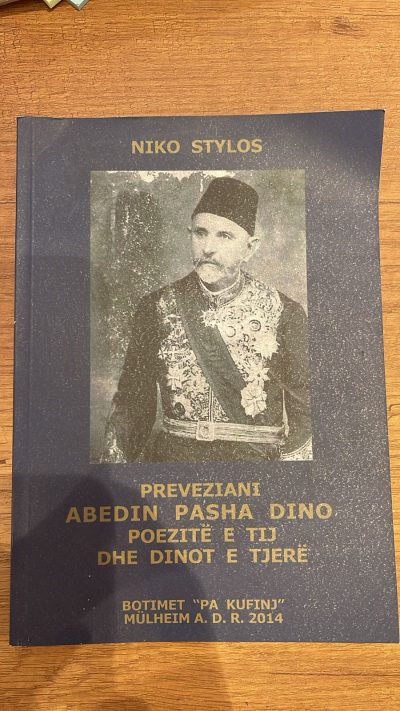 NIKO STYLOS
PREVEZIANI
ABEDIN PASHA DINO
POEZITË E TIJ
DHE DINOT E TJERË
BOTIMET "PA KUFINJ"
MÜLHEIM A. D. R. 2014